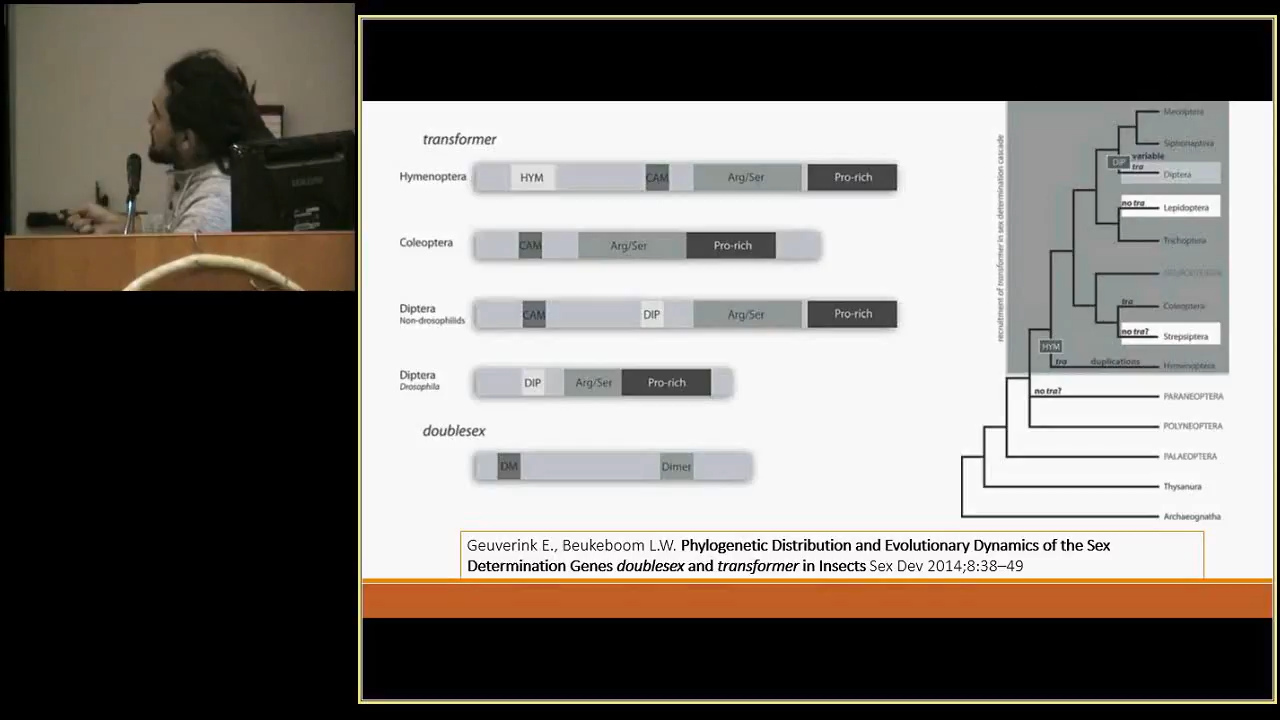 transformer
Hymenoptera
HYM
CAM
Arg/Ser
Pro-rich
Coleoptera
CAM
Arg/Ser
Pro-rich
Diptera
Non-drosophilids
CAM
DIP
Arg/Ser
Pro-rich
Diptera
Drosophila
DIP
Arg/Ser
Pro-rich
doublesex
DM
Dimer
recruitment of transformer in sex determination cascade
Mecoptera
Siphonaptera
DIP
variable
tra
Diptera
no tra
Lepidoptera
Trichoptera
tra
Coleoptera
no tra?
Strepsiptera
HYM
tra duplications
Hymenoptera
no tra?
PARANEOPTERA
POLYNEOPTERA
PALAEOPTERA
Thysanura
Archaeognatha
Geuverink E., Beukeboom L.W. Phylogenetic Distribution and Evolutionary Dynamics of the Sex
Determination Genes doublesex and transformer in Insects Sex Dev 2014;8:38–49